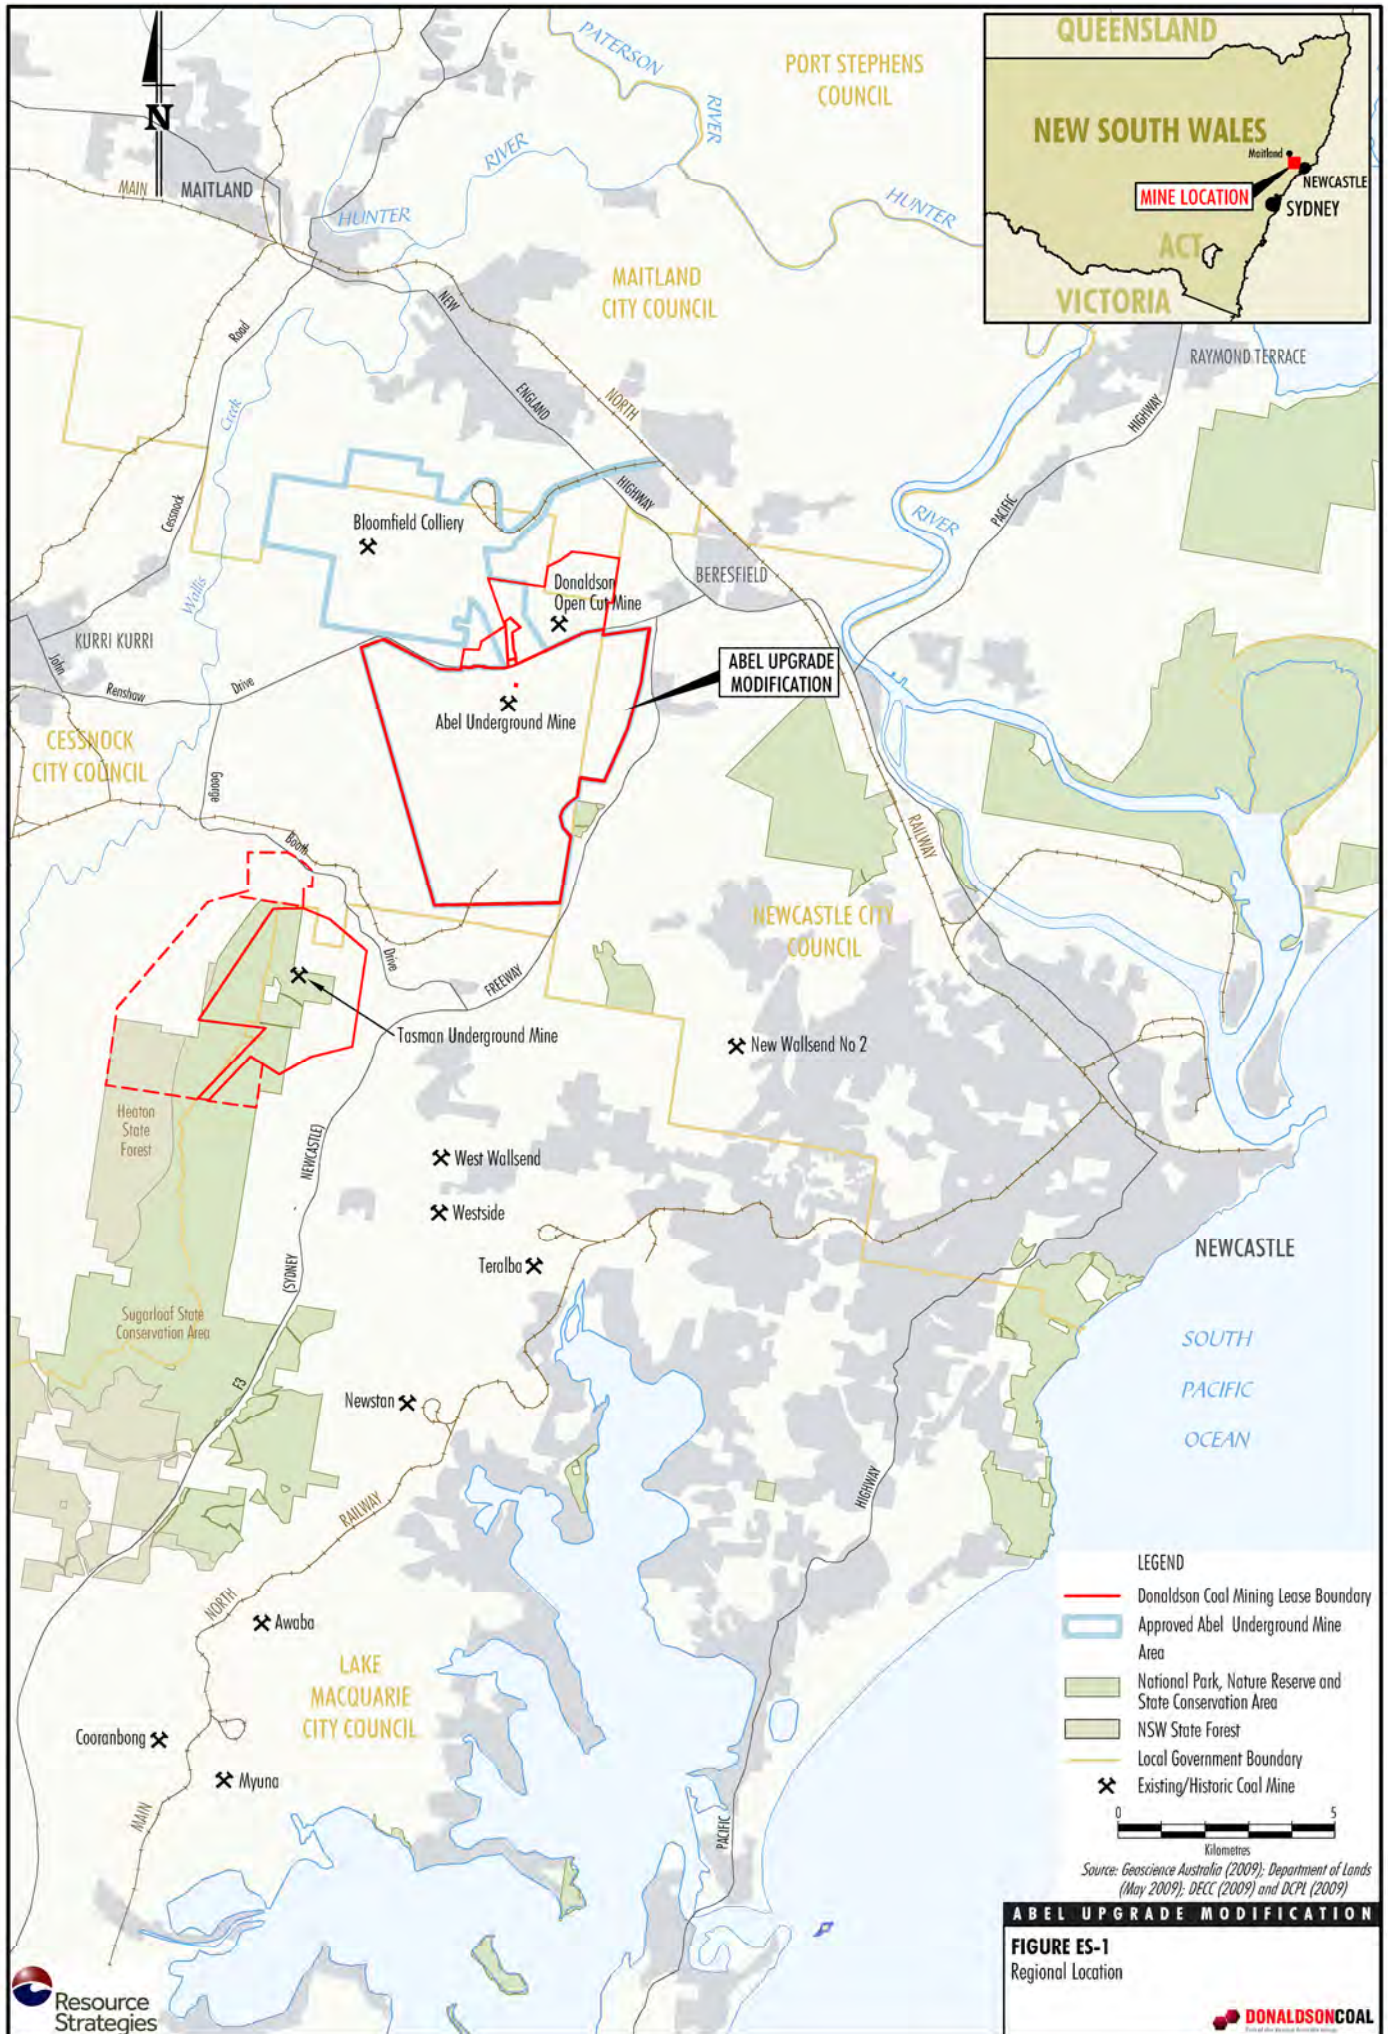 QUEENSLAND
NEW SOUTH WALES
Maitland
MINE LOCATION
NEWCASTLE
SYDNEY
ACT
VICTORIA
N
PATERSON
RIVER
PORT STEPHENS
COUNCIL
RIVER
HUNTER
HUNTER
MAIN
MAITLAND
MAITLAND
CITY COUNCIL
NEW
ENGLAND
HIGHWAY
NORTH
Road
Cessnock
Creek
Wallis
RAYMOND TERRACE
HIGHWAY
PACIFIC
RIVER
Bloomfield Colliery
Donaldson
Open Cut Mine
BERESFIELD
KURRI KURRI
John
Renshaw
Drive
ABEL UPGRADE
MODIFICATION
Abel Underground Mine
CESSNOCK
CITY COUNCIL
George
Booth
Drive
RAILWAY
NEWCASTLE CITY
COUNCIL
FREEWAY
Tasman Underground Mine
New Wallsend No 2
Heaton
State
Forest
NEWCASTLE)
(SYDNEY
F3
West Wallsend
Westside
Teralba
NEWCASTLE
Sugarloaf State
Conservation Area
SOUTH
PACIFIC
OCEAN
Newstan
RAILWAY
NORTH
MAIN
HIGHWAY
PACIFIC
Awaba
LAKE
MACQUARIE
CITY COUNCIL
Cooranbong
Myuna
LEGEND
Donaldson Coal Mining Lease Boundary
Approved Abel Underground Mine
Area
National Park, Nature Reserve and
State Conservation Area
NSW State Forest
Local Government Boundary
Existing/Historic Coal Mine
0 5
Kilometres
Source: Geoscience Australia (2009); Department of Lands
(May 2009); DECC (2009) and DCPL (2009)
ABEL UPGRADE MODIFICATION
FIGURE ES-1
Regional Location
Resource
Strategies
DONALDSONCOAL